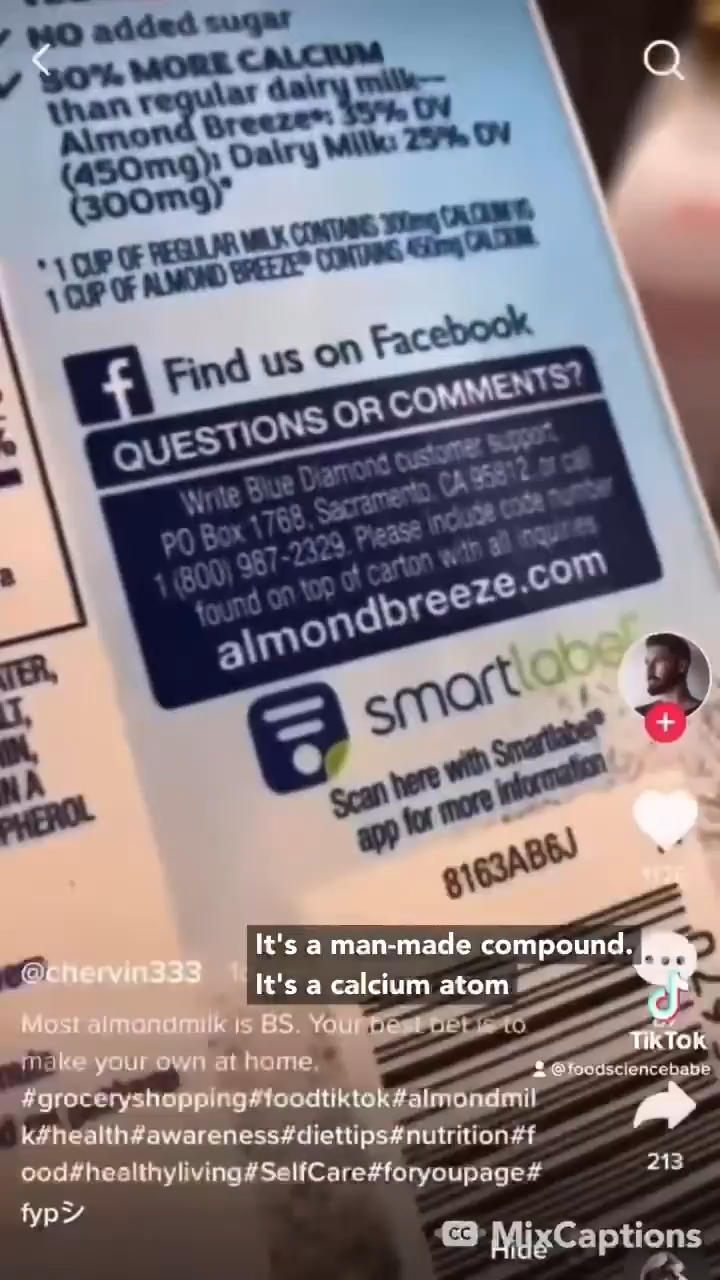 NO added sugar
50% MORE CALCIUM
than regular dairy milk—
Almond Breeze®: 35% DV
(450mg); Dairy Milk: 25% DV
(300mg)*
* 1 CUP OF REGULAR MILK CONTAINS 300mg CALCIUM VS
1 CUP OF ALMOND BREEZE® CONTAINS 450mg CALCIUM.
f Find us on Facebook
QUESTIONS OR COMMENTS?
Write Blue Diamond customer support,
PO Box 1768, Sacramento, CA 95812, or call
1 (800) 987-2329. Please include code number
found on top of carton with all inquiries
almondbreeze.com
smartlabel
Scan here with Smartlabel®
app for more information
8163AB6J
%
a
LT,
IN,
N A
PHEROL
It's a man-made compound.
It's a calcium atom
@chervin333
Most almondmilk is BS. Your best bet is to
make your own at home.
#groceryshopping#foodtiktok#almondmil
k#health#awareness#diettips#nutrition#f
ood#healthyliving#SelfCare#foryoupage#
fypシ
TikTok
@foodsciencebabe
213
CC MixCaptions
Hide